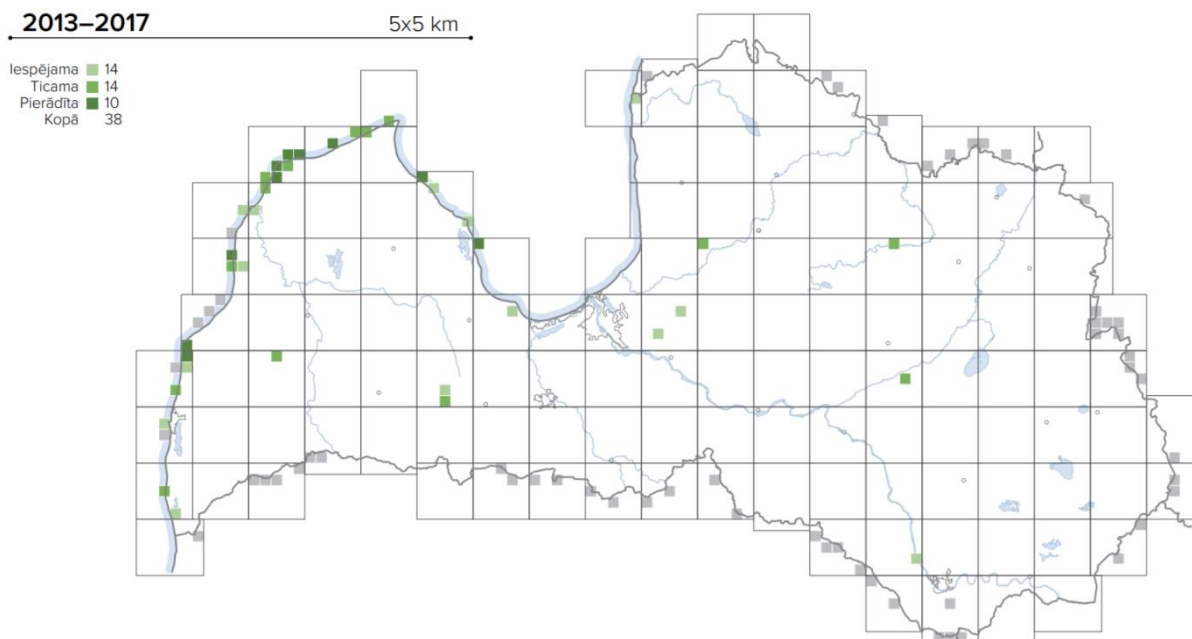 2013–2017 5x5 km
Iespējama 14
Ticama 14
Pierādīta 10
Kopā 38